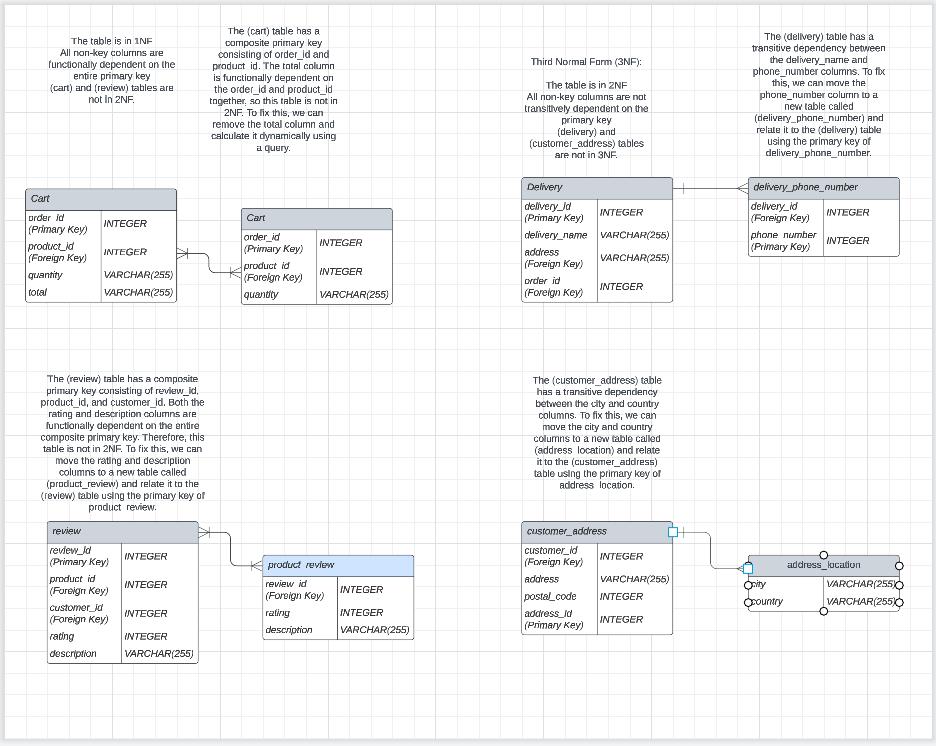 The table is in 1NF
All non-key columns are
functionally dependent on the
entire primary key
(cart) and (review) tables are
not in 2NF.
The (cart) table has a
composite primary key
consisting of order_id and
product_id. The total column
is functionally dependent on
the order_id and product_id
together, so this table is not in
2NF. To fix this, we can
remove the total column and
calculate it dynamically using
a query.
Third Normal Form (3NF):
The table is in 2NF
All non-key columns are not
transitively dependent on the
primary key
(delivery) and
(customer_address) tables
are not in 3NF.
The (delivery) table has a
transitive dependency between
the delivery_name and
phone_number columns. To fix
this, we can move the
phone_number column to a
new table called
(delivery_phone_number) and
relate it to the (delivery) table
using the primary key of
delivery_phone_number.
Cart
order_id
(Primary Key) INTEGER
product_id
(Foreign Key) INTEGER
quantity VARCHAR(255)
total VARCHAR(255)
Cart
order_id
(Primary Key) INTEGER
product_id
(Foreign Key) INTEGER
quantity VARCHAR(255)
Delivery
delivery_id
(Primary Key) INTEGER
delivery_name VARCHAR(255)
address
(Foreign Key) VARCHAR(255)
order_id
(Foreign Key) INTEGER
delivery_phone_number
delivery_id
(Foreign Key) INTEGER
phone_number
(Primary Key) INTEGER
The (review) table has a composite
primary key consisting of review_id,
product_id, and customer_id. Both the
rating and description columns are
functionally dependent on the entire
composite primary key. Therefore, this
table is not in 2NF. To fix this, we can
move the rating and description
columns to a new table called
(product_review) and relate it to the
(review) table using the primary key of
product_review.
review
review_id
(Primary Key) INTEGER
product_id
(Foreign Key) INTEGER
customer_id
(Foreign Key) INTEGER
rating INTEGER
description VARCHAR(255)
product_review
review_id
(Foreign Key) INTEGER
rating INTEGER
description VARCHAR(255)
The (customer_address) table
has a transitive dependency
between the city and country
columns. To fix this, we can
move the city and country
columns to a new table called
(address_location) and relate
it to the (customer_address)
table using the primary key of
address_location.
customer_address
customer_id
(Foreign Key) INTEGER
address VARCHAR(255)
postal_code INTEGER
address_id
(Primary Key) INTEGER
address_location
city VARCHAR(255)
country VARCHAR(255)